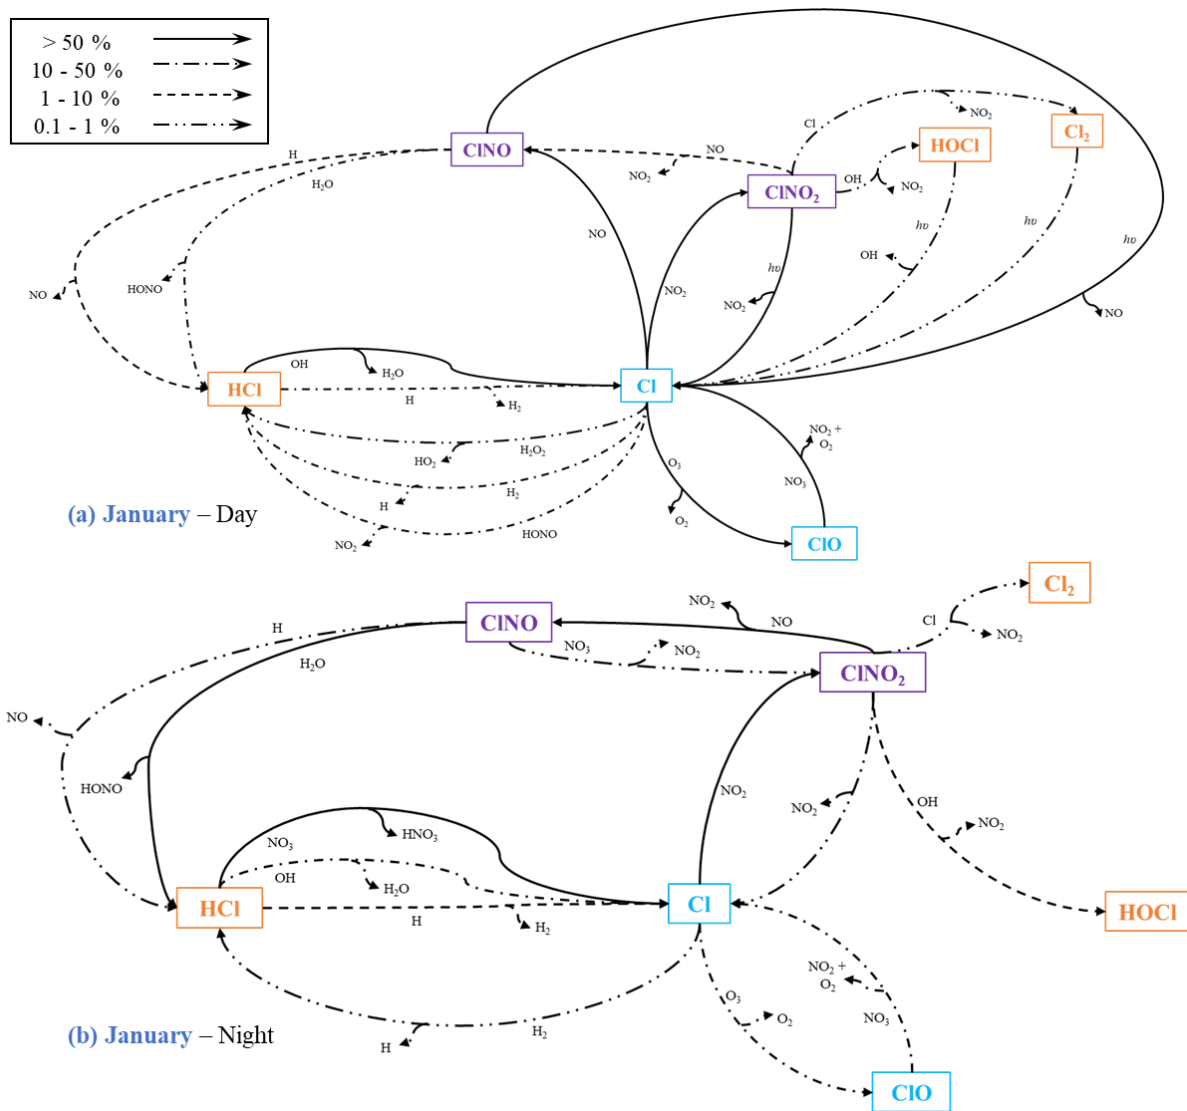 > 50 %
10 - 50 %
1 - 10 %
0.1 - 1 %
Cl
NO₂
Cl₂
HOCl
ClNO
H
H₂O
NO
NO₂
ClNO₂
OH
NO₂
NO
hυ
hυ
hυ
OH
NO
HONO
NO₂
NO₂
NO
HCl
OH
H₂O
H
H₂
Cl
H₂O₂
HO₂
H₂
H
HONO
NO₂
O₃
O₂
NO₂ +
O₂
NO₃
ClO
(a) January – Day
Cl₂
NO₂
NO
Cl
NO₂
ClNO
H
H₂O
NO₃
NO₂
ClNO₂
NO
HONO
NO₂
NO₂
OH
NO₂
NO₃
HNO₃
OH
H₂O
HCl
H
H₂
Cl
HOCl
O₃
O₂
NO₂ +
O₂
NO₃
H₂
H
ClO
(b) January – Night